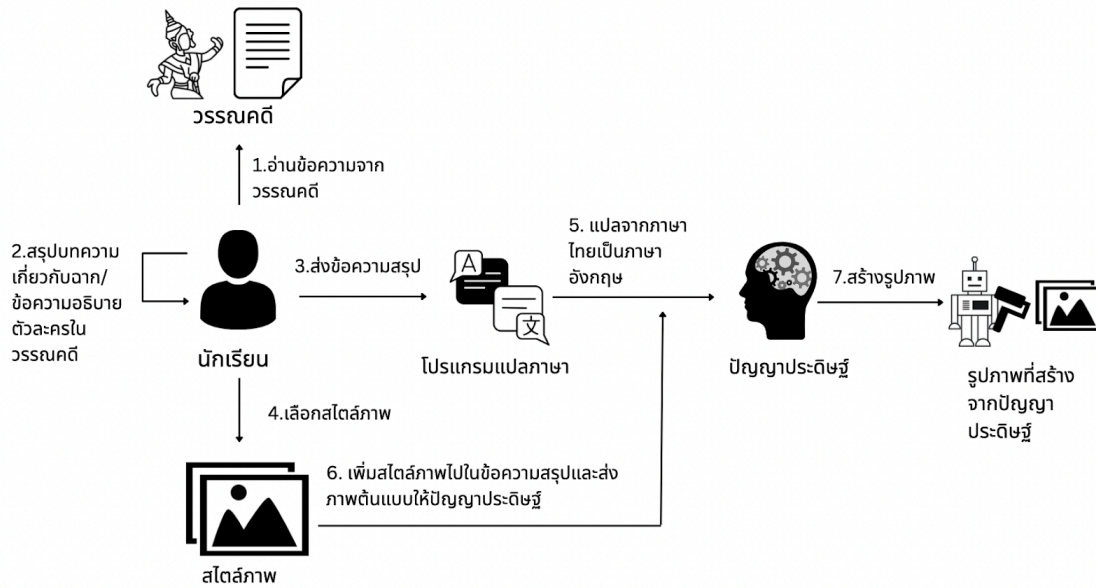 วรรณคดี
1.อ่านข้อความจาก
วรรณคดี
2.สรุปบทความ
เกี่ยวกับฉาก/
ข้อความอธิบาย
ตัวละครใน
วรรณคดี
นักเรียน
3.ส่งข้อความสรุป
A
文
โปรแกรมแปลภาษา
5. แปลจากภาษา
ไทยเป็นภาษา
อังกฤษ
ปัญญาประดิษฐ์
7.สร้างรูปภาพ
รูปภาพที่สร้าง
จากปัญญา
ประดิษฐ์
4.เลือกสไตล์ภาพ
6. เพิ่มสไตล์ภาพไปในข้อความสรุปและส่ง
ภาพต้นแบบให้ปัญญาประดิษฐ์
สไตล์ภาพ